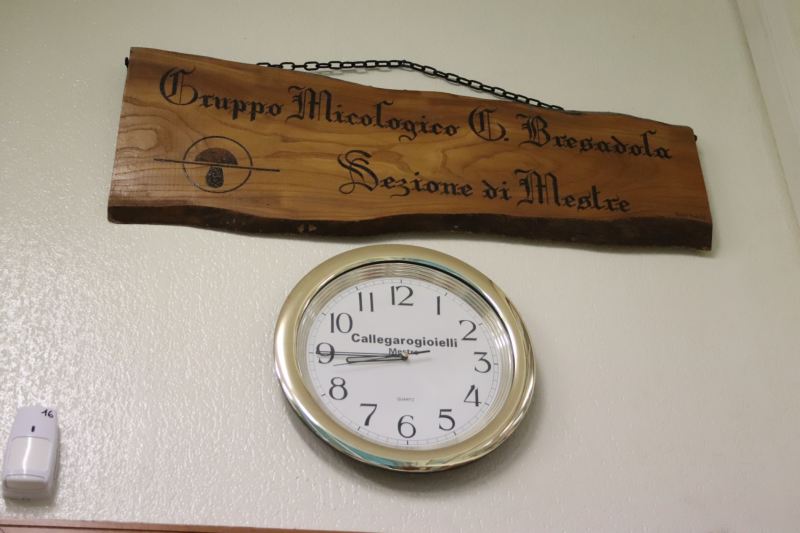 Gruppo Micologico G. Bresadola
Sezione di Mestre
12
11
10
9
8
7
6
5
4
3
2
1
Callegarogioielli
Mestre
QUARTZ
16